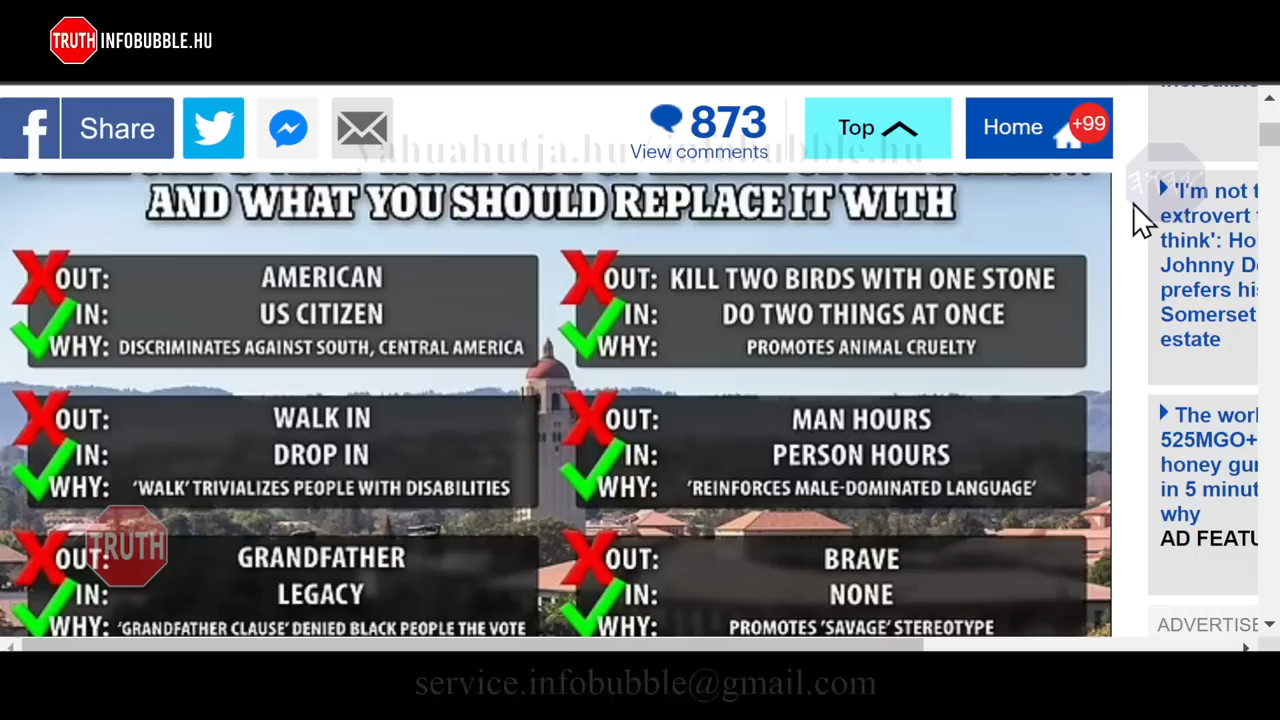 TRUTH INFOBUBBLE.HU
Share
873
View comments
Top
Home
+99
yahuahutja.hu / infobubble.hu
AND WHAT YOU SHOULD REPLACE IT WITH
OUT: AMERICAN
IN: US CITIZEN
WHY: DISCRIMINATES AGAINST SOUTH, CENTRAL AMERICA
OUT: KILL TWO BIRDS WITH ONE STONE
IN: DO TWO THINGS AT ONCE
WHY: PROMOTES ANIMAL CRUELTY
OUT: WALK IN
IN: DROP IN
WHY: 'WALK' TRIVIALIZES PEOPLE WITH DISABILITIES
OUT: MAN HOURS
IN: PERSON HOURS
WHY: 'REINFORCES MALE-DOMINATED LANGUAGE'
TRUTH
OUT: GRANDFATHER
IN: LEGACY
WHY: 'GRANDFATHER CLAUSE' DENIED BLACK PEOPLE THE VOTE
OUT: BRAVE
IN: NONE
WHY: PROMOTES 'SAVAGE' STEREOTYPE
'I'm not t
extrovert
think': Ho
Johnny De
prefers his
Somerset
estate
The worl
525MGO+
honey gur
in 5 minut
why
AD FEATU
ADVERTISE
service.infobubble@gmail.com